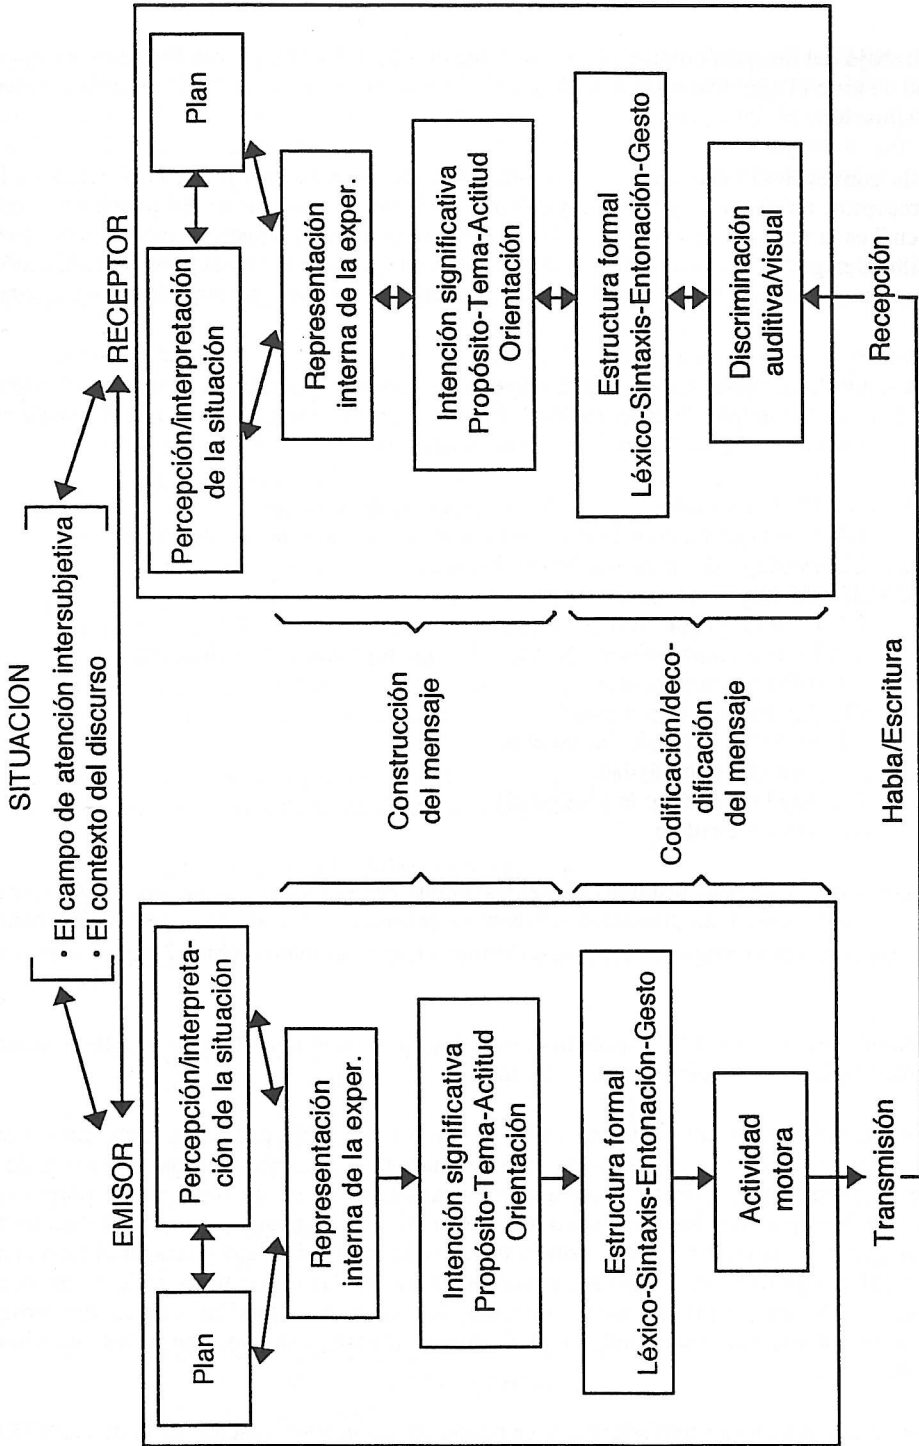 SITUACION
• El campo de atención intersubjetiva
• El contexto del discurso
EMISOR
RECEPTOR
Plan
Percepción/interpreta-
ción de la situación
Representación
interna de la exper.
Intención significativa
Propósito-Tema-Actitud
Orientación
Estructura formal
Léxico-Sintaxis-Entonación-Gesto
Actividad
motora
Transmisión
Construcción
del mensaje
Codificación/deco-
dificación
del mensaje
Habla/Escritura
Percepción/interpretación
de la situación
Plan
Representación
interna de la exper.
Intención significativa
Propósito-Tema-Actitud
Orientación
Estructura formal
Léxico-Sintaxis-Entonación-Gesto
Discriminación
auditiva/visual
Recepción